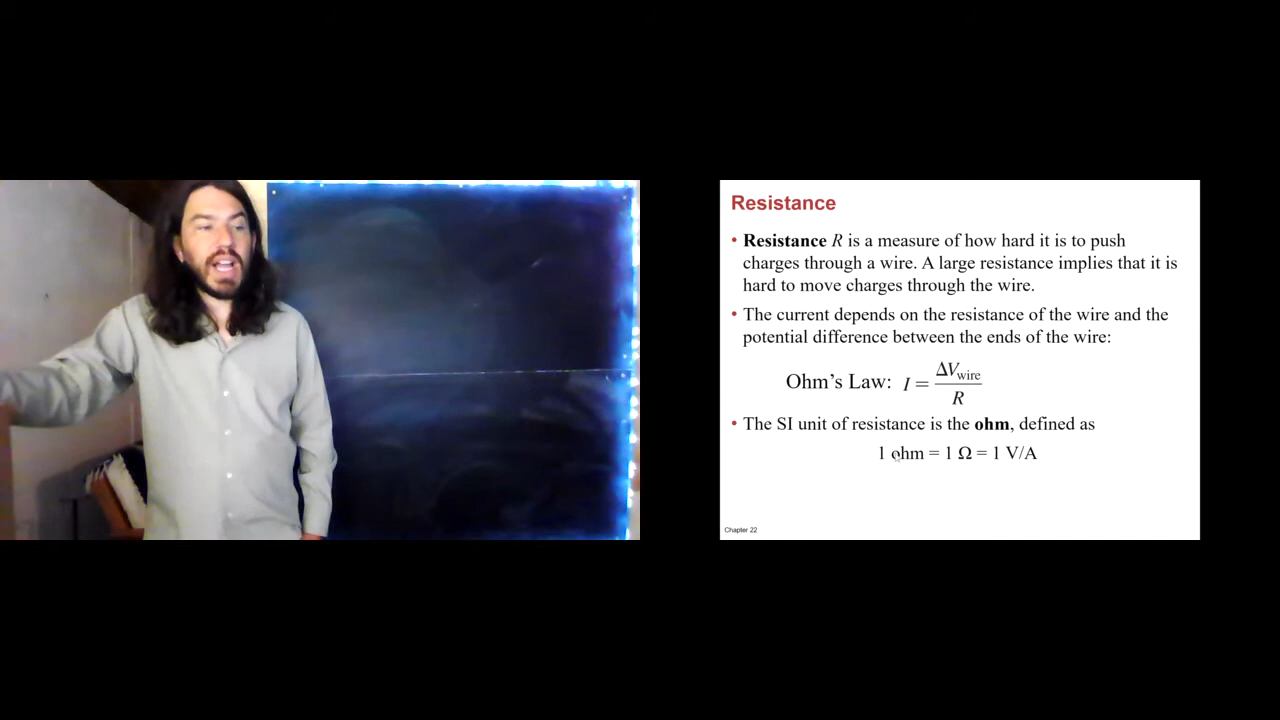 Resistance
• Resistance R is a measure of how hard it is to push
charges through a wire. A large resistance implies that it is
hard to move charges through the wire.
• The current depends on the resistance of the wire and the
potential difference between the ends of the wire:
Ohm's Law: I = ΔVwire / R
• The SI unit of resistance is the ohm, defined as
1 ohm = 1 Ω = 1 V/A
Chapter 22